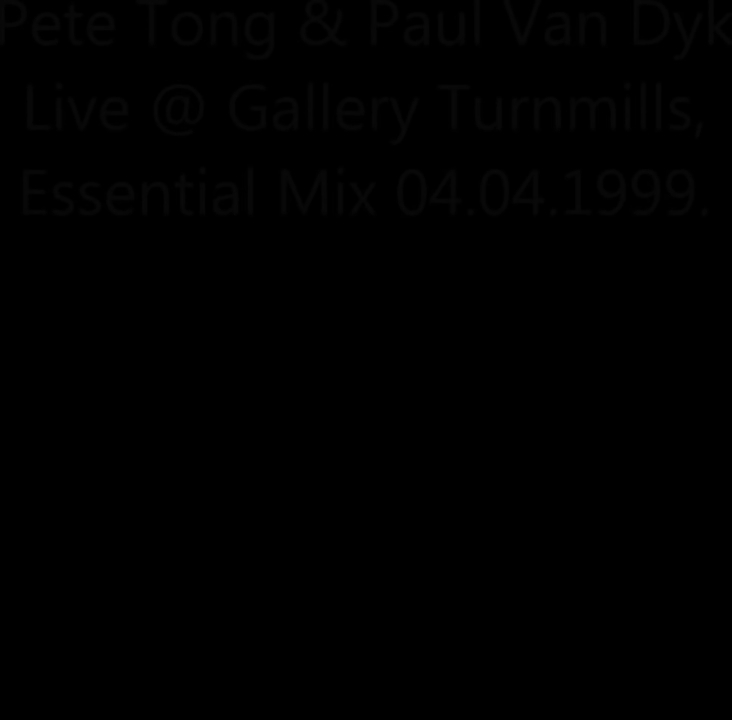 Pete Tong & Paul Van Dyk
Live @ Gallery Turnmills,
Essential Mix 04.04.1999.